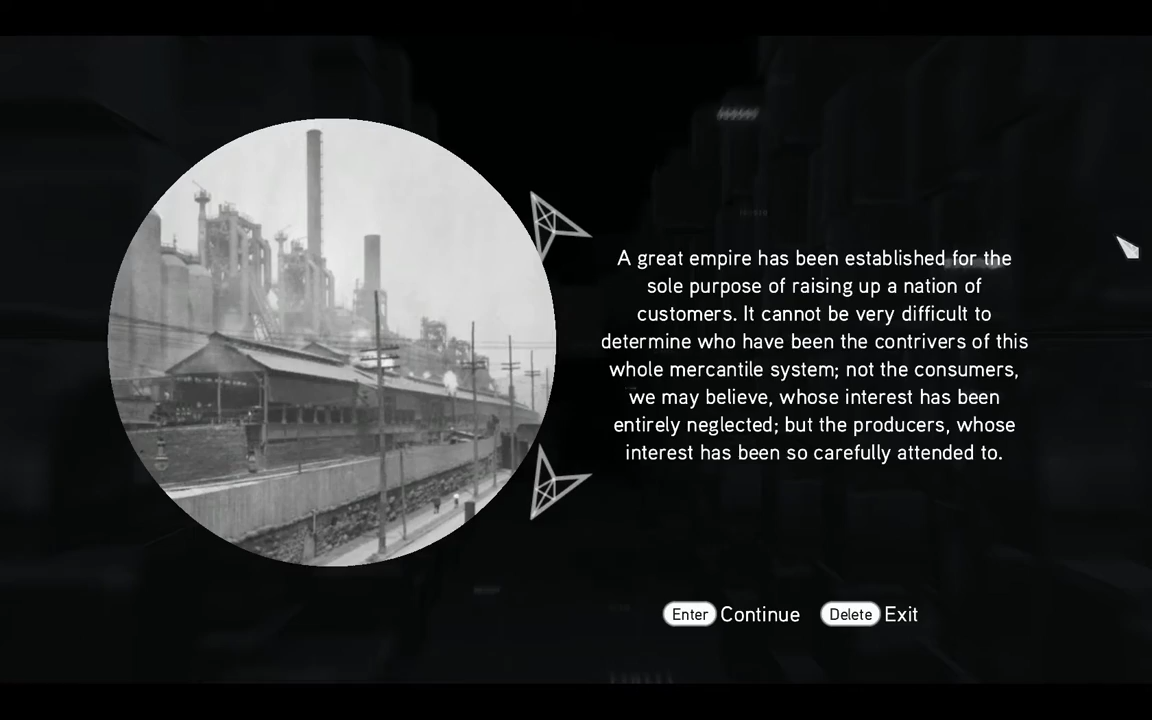 A great empire has been established for the
sole purpose of raising up a nation of
customers. It cannot be very difficult to
determine who have been the contrivers of this
whole mercantile system; not the consumers,
we may believe, whose interest has been
entirely neglected; but the producers, whose
interest has been so carefully attended to.
Enter Continue Delete Exit